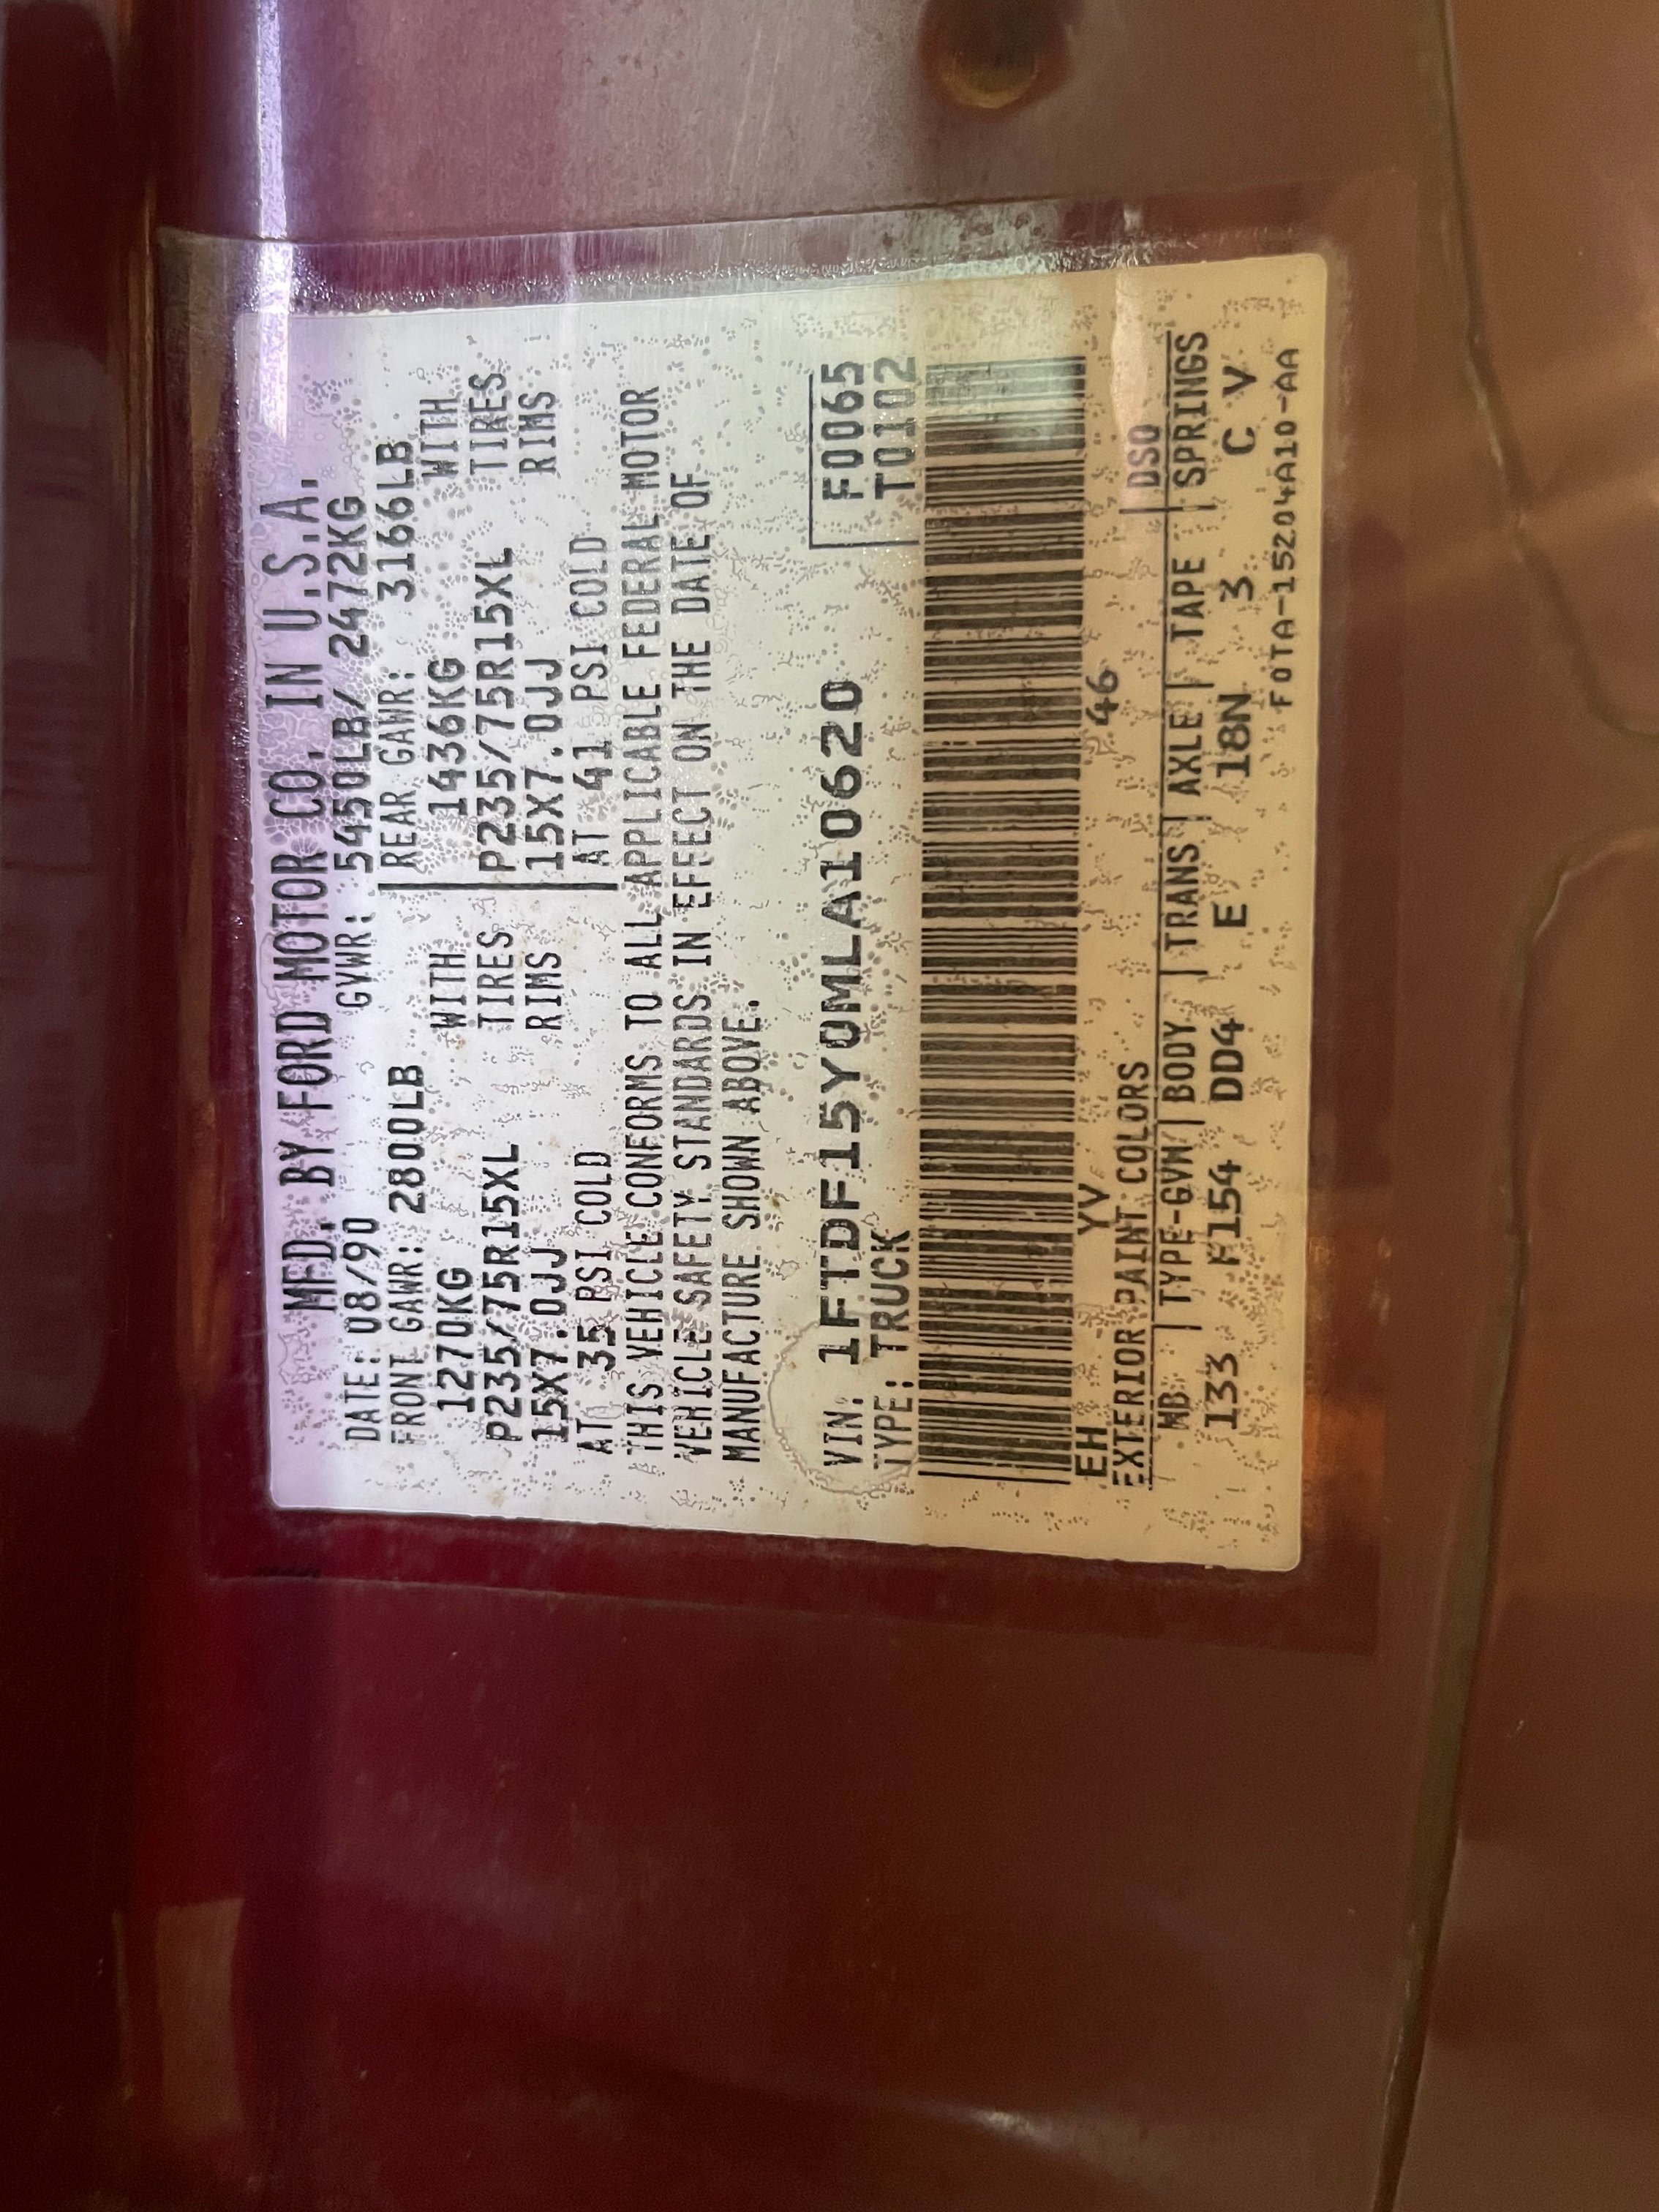 MFD. BY FORD MOTOR CO. IN U.S.A.
DATE: 08/90 GVWR: 5450LB/ 2472KG
FRONT GAWR: 2800LB REAR GAWR: 3166LB
1270KG WITH 1436KG WITH
P235/75R15XL TIRES P235/75R15XL TIRES
15X7.0JJ RIMS 15X7.0JJ RIMS
AT 35 PSI COLD AT 41 PSI COLD
THIS VEHICLE CONFORMS TO ALL APPLICABLE FEDERAL MOTOR
VEHICLE SAFETY STANDARDS IN EFFECT ON THE DATE OF
MANUFACTURE SHOWN ABOVE.
VIN: 1FTDF15Y0MLA10620 F0065
TYPE: TRUCK T0102
EH YV 46
EXTERIOR PAINT COLORS DSO
WB TYPE-GVW BODY TRANS AXLE TAPE SPRINGS
133 F154 DD4 E 18N 3 C V
F0TA-15204A10-AA